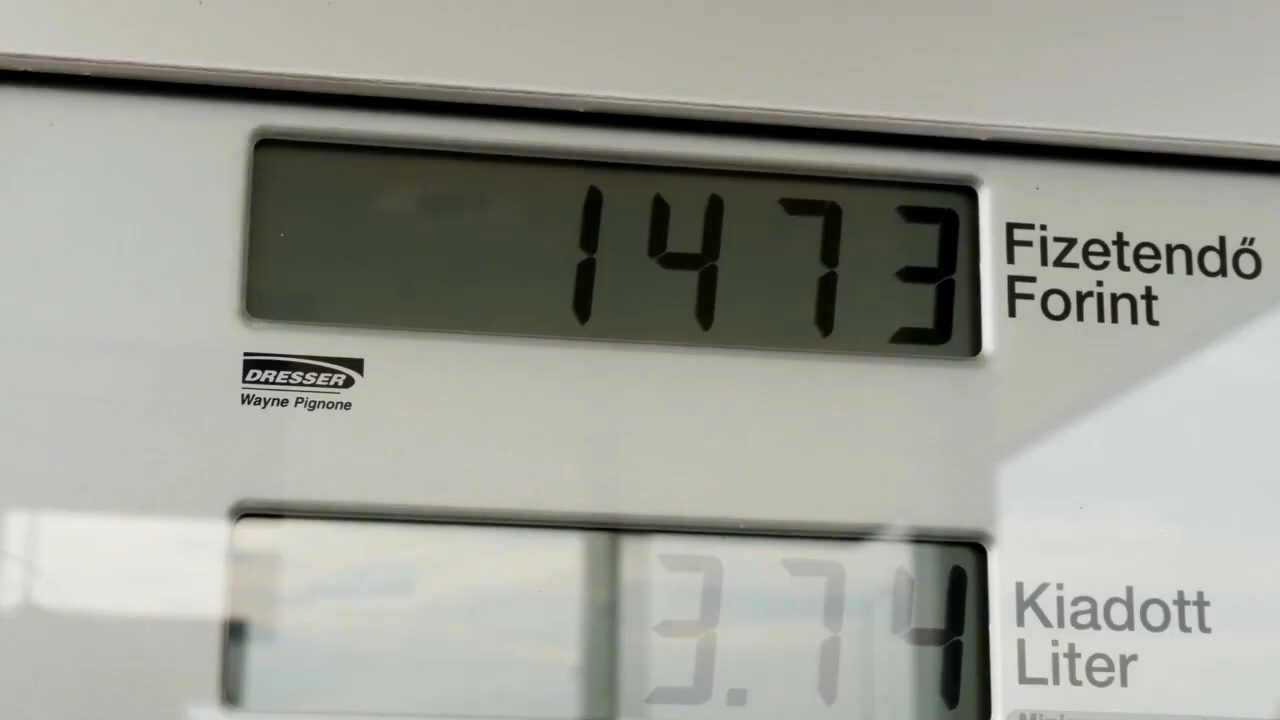 1473
Fizetendő
Forint
DRESSER
Wayne Pignone
3.74
Kiadott
Liter